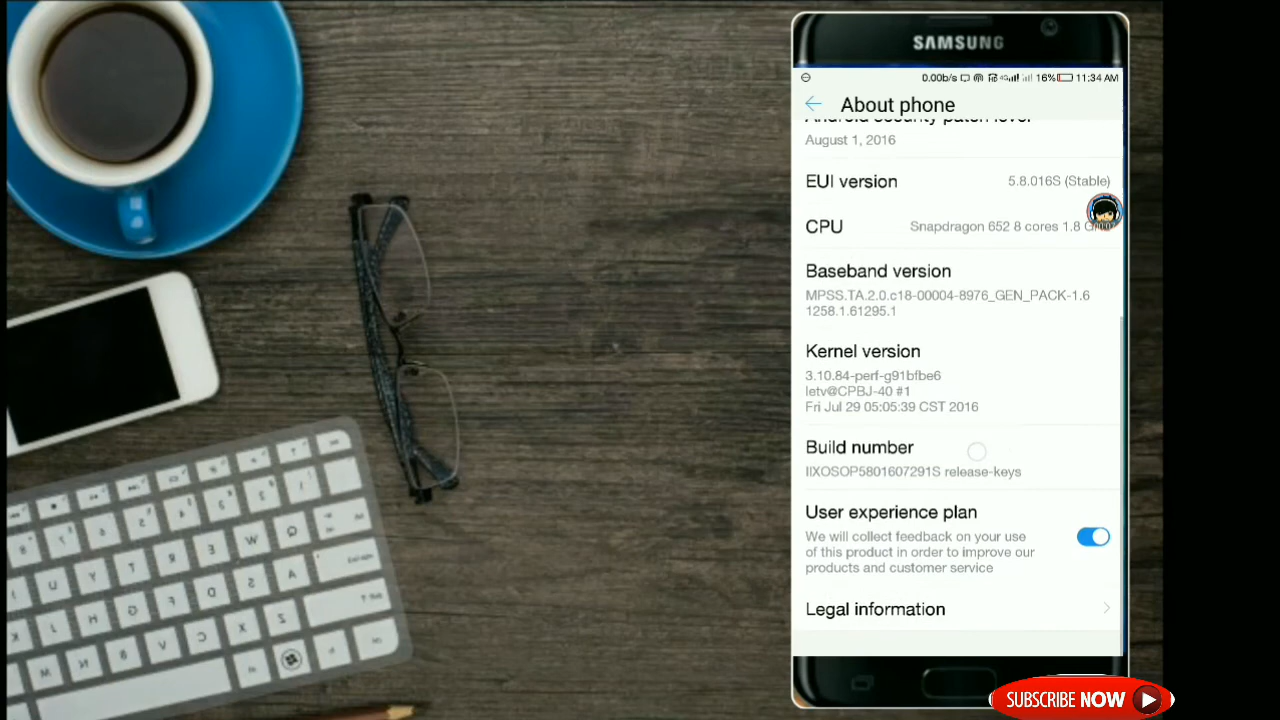 SAMSUNG
0.00b/s 16% 11:34 AM
About phone
Android security patch level
August 1, 2016
EUI version 5.8.016S (Stable)
CPU Snapdragon 652 8 cores 1.8
Baseband version
MPSS.TA.2.0.c18-00004-8976_GEN_PACK-1.6
1258.1.61295.1
Kernel version
3.10.84-perf-g91bfbe6
letv@CPBJ-40 #1
Fri Jul 29 05:05:39 CST 2016
Build number
IIXOSOP5801607291S release-keys
User experience plan
We will collect feedback on your use
of this product in order to improve our
products and customer service
Legal information
SUBSCRIBE NOW